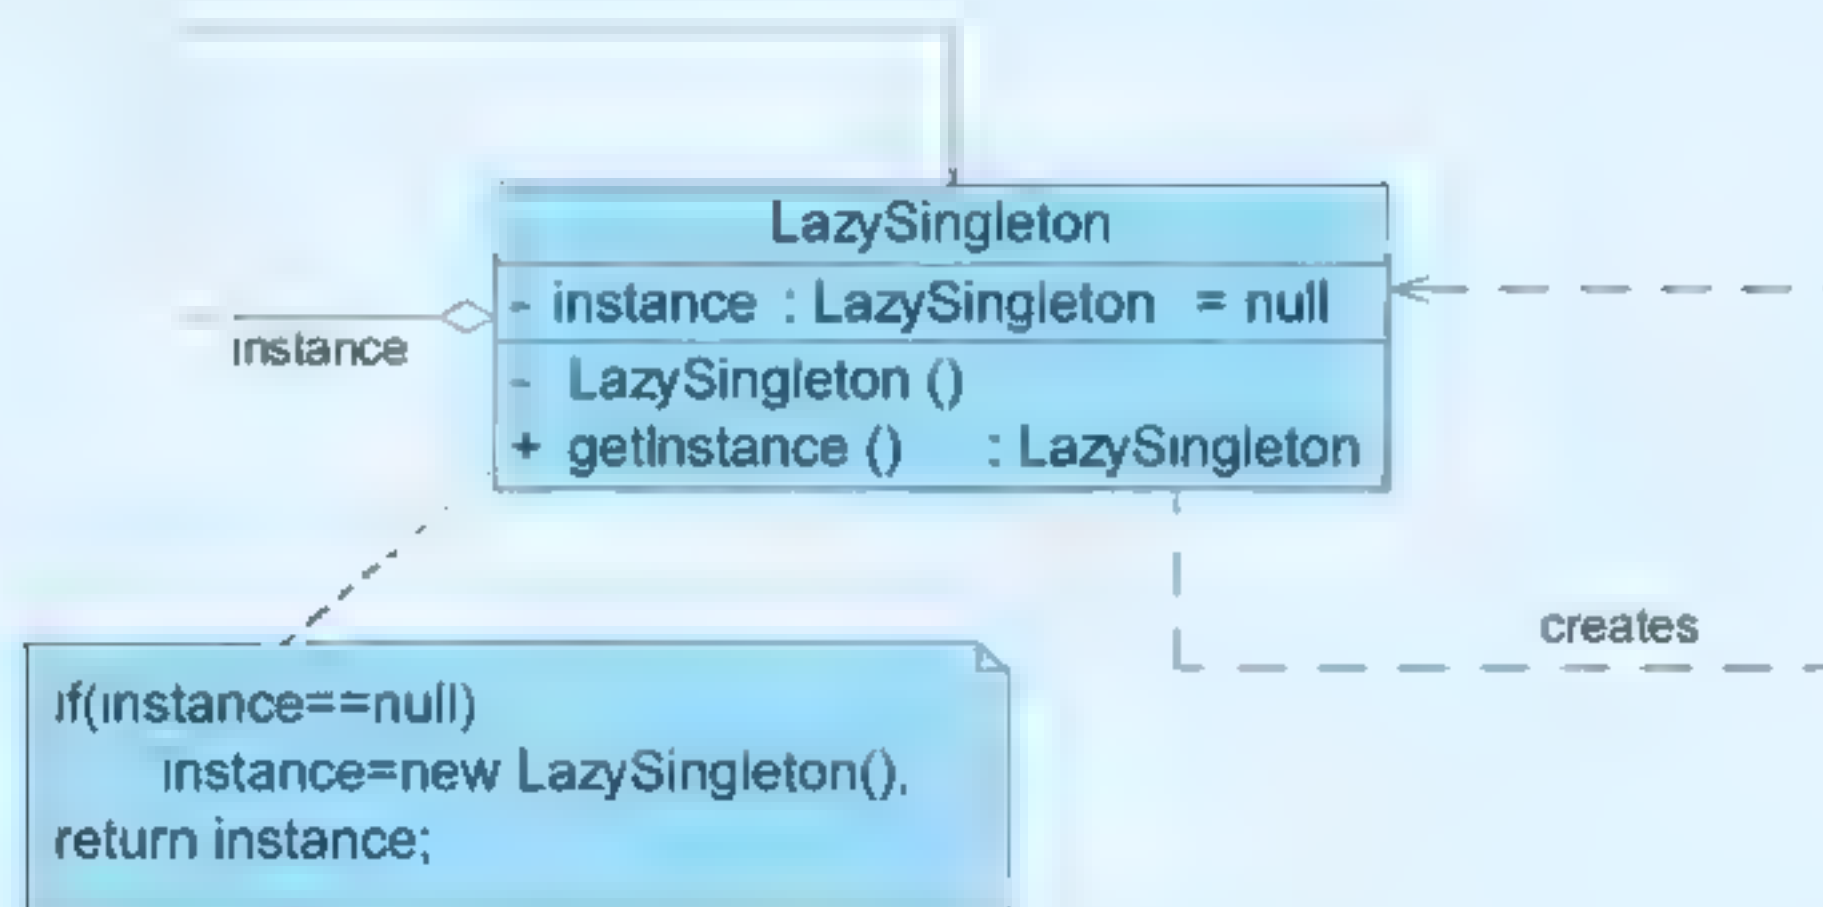 LazySingleton
- instance : LazySingleton = null
instance
- LazySingleton ()
+ getInstance () : LazySingleton
creates
if(instance==null)
instance=new LazySingleton();
return instance;